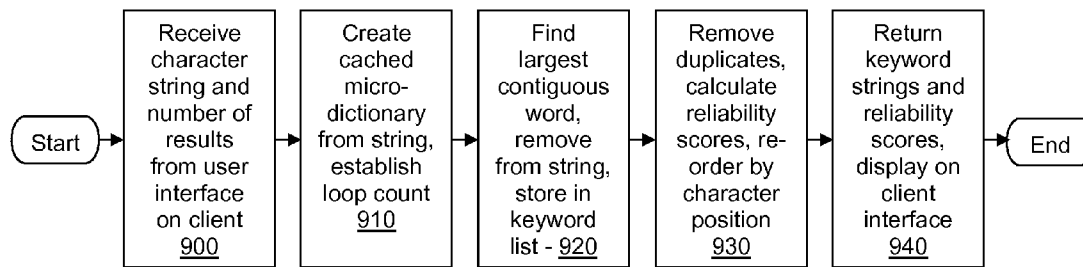 Start
Receive
character
string and
number of
results
from user
interface
on client
900
Create
cached
micro-
dictionary
from string,
establish
loop count
910
Find
largest
contiguous
word,
remove
from string,
store in
keyword
list - 920
Remove
duplicates,
calculate
reliability
scores, re-
order by
character
position
930
Return
keyword
strings and
reliability
scores,
display on
client
interface
940
End